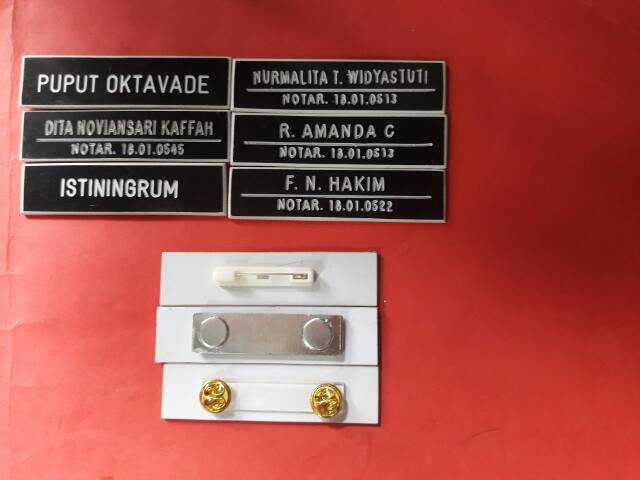 PUPUT OKTAVADE
NURMALITA T. WIDYASTUTI
NOTAR. 18.01.0513
DITA NOVIANSARI KAFFAH
NOTAR. 18.01.0545
R. AMANDA C
NOTAR. 18.01.0513
ISTININGRUM
F. N. HAKIM
NOTAR. 18.01.0522